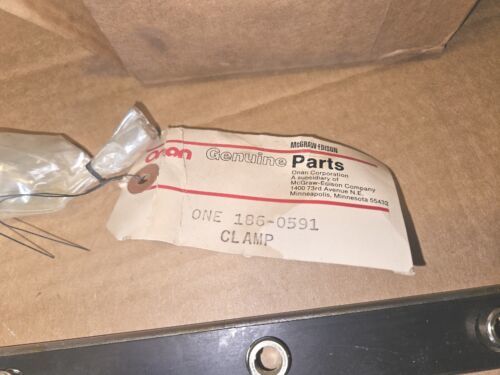 McGRAW-EDISON
Onan Genuine Parts
Onan Corporation
A subsidiary of
McGraw-Edison Company
1400 73rd Avenue N.E.
Minneapolis, Minnesota 55432
ONE 186-0591
CLAMP